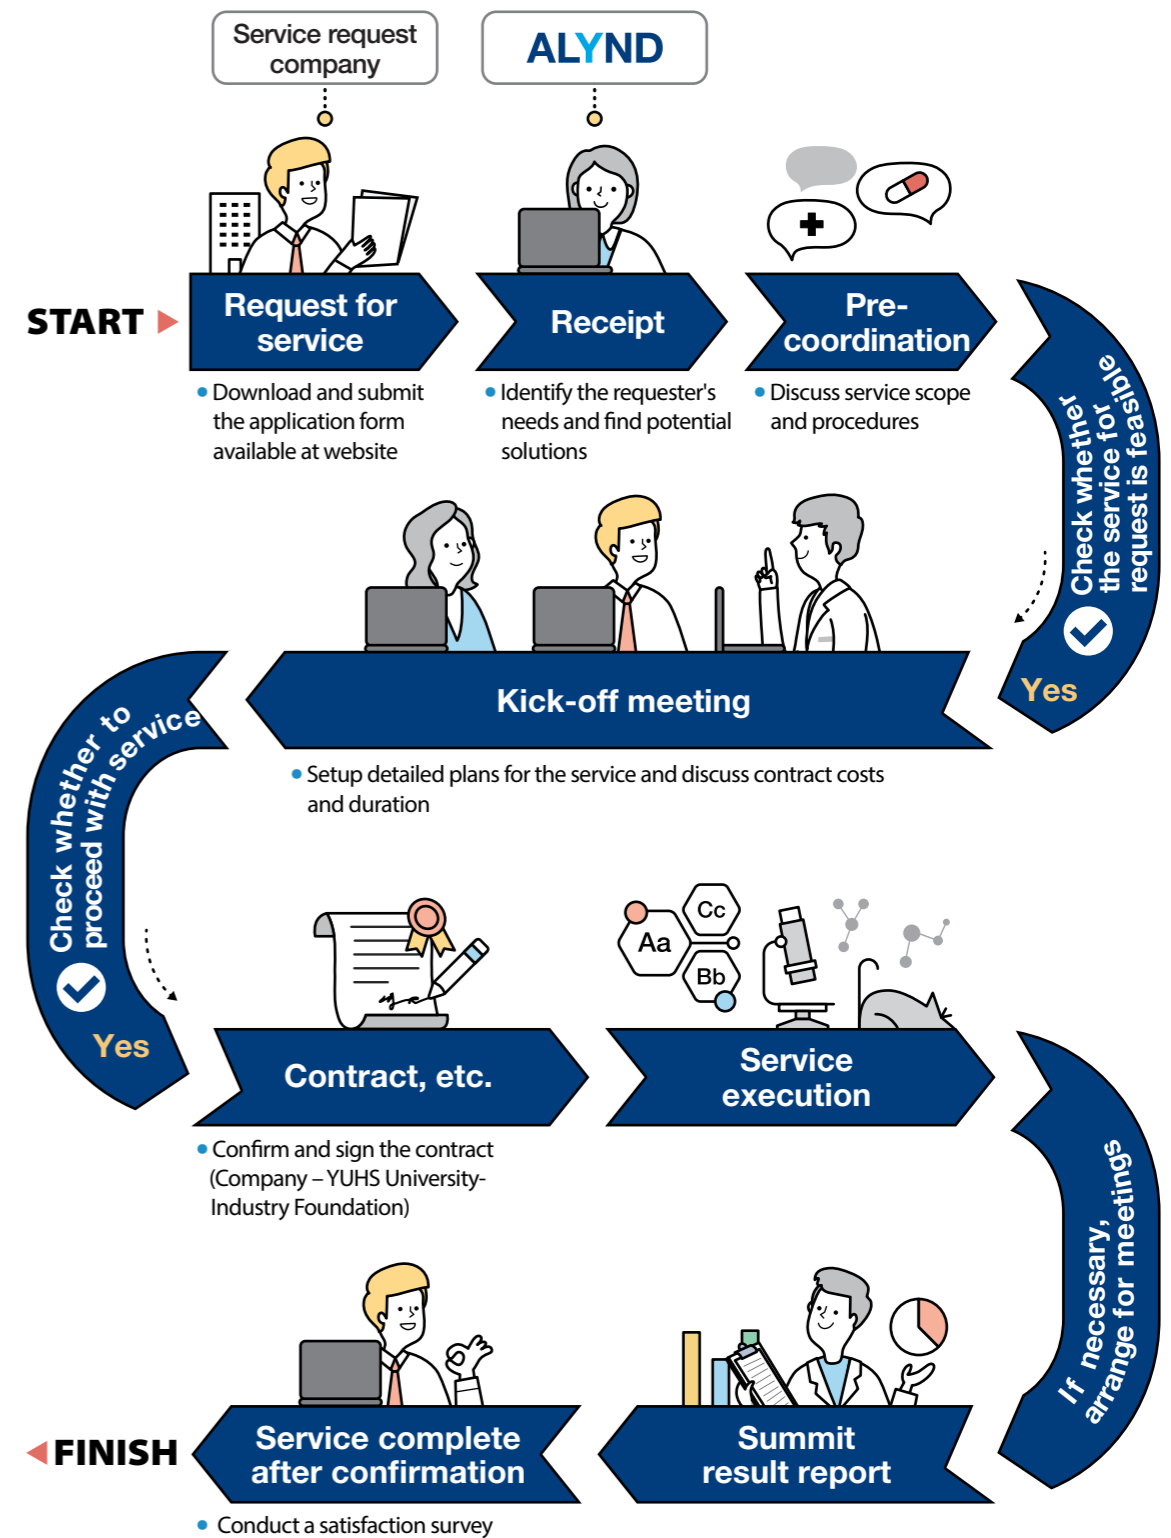 Service request
company
ALYND
START
Request for
service
Receipt
Pre-
coordination
Download and submit
the application form
available at website
Identify the requester's
needs and find potential
solutions
Discuss service scope
and procedures
Check whether
the service for
request is feasible
Yes
Kick-off meeting
Setup detailed plans for the service and discuss contract costs
and duration
Check whether to
proceed with service
Yes
Aa
Cc
Bb
Contract, etc.
Service
execution
Confirm and sign the contract
(Company – YUHS University-
Industry Foundation)
If necessary,
arrange for meetings
Summit
result report
Service complete
after confirmation
FINISH
Conduct a satisfaction survey